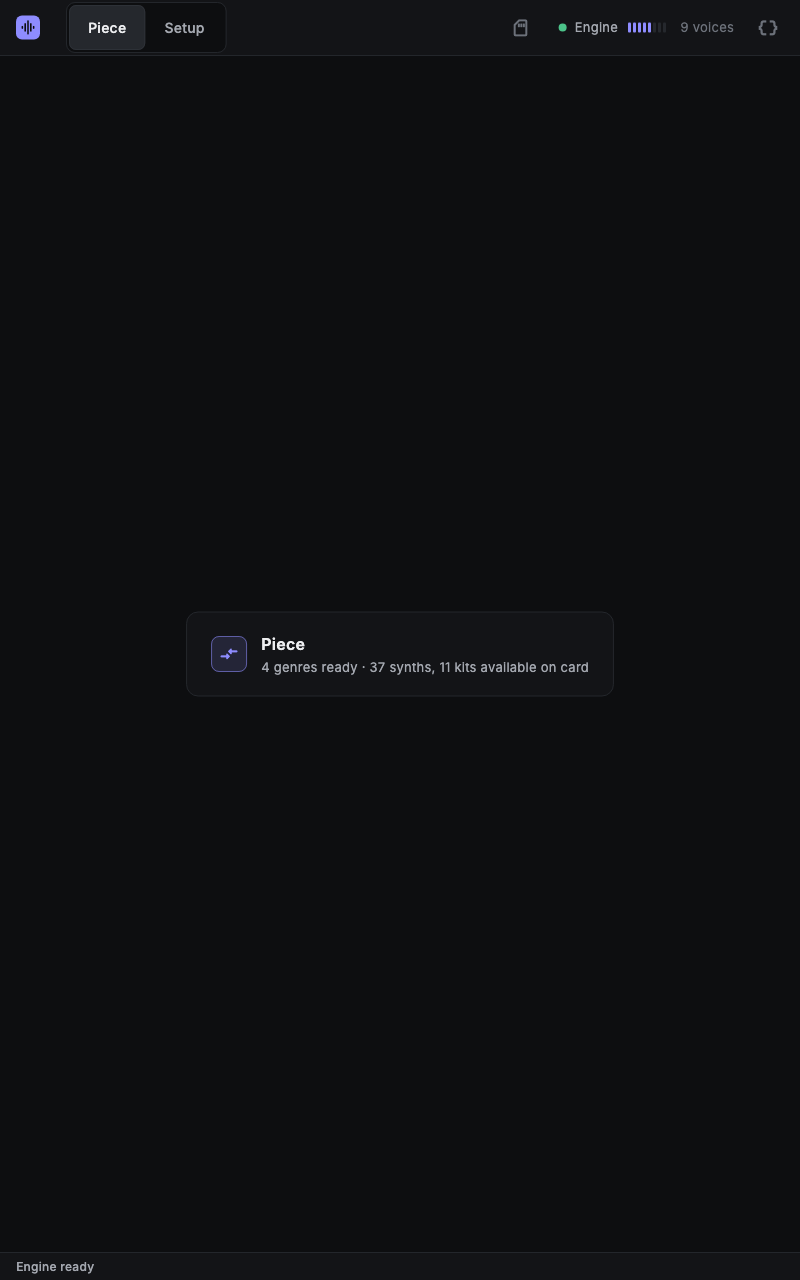 Piece
Setup
Engine
9 voices
Piece
4 genres ready · 37 synths, 11 kits available on card
Engine ready